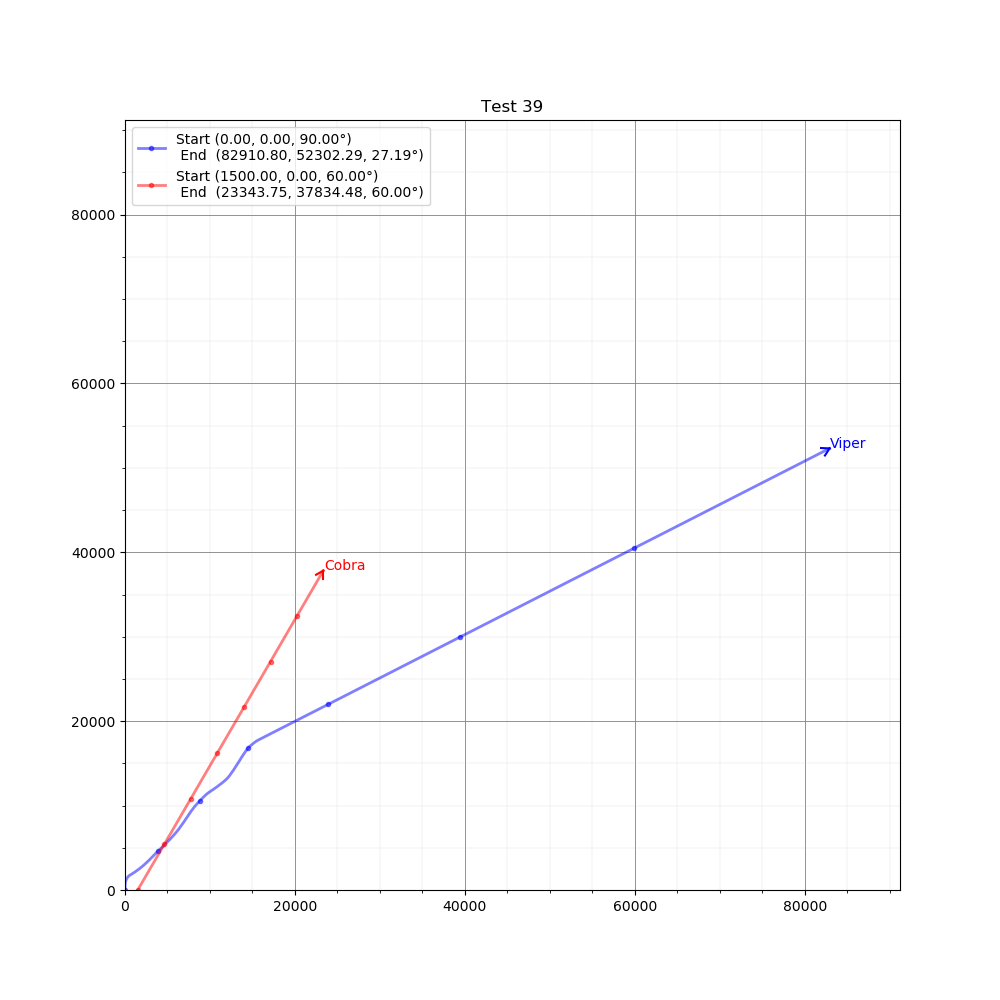 Test 39
Start (0.00, 0.00, 90.00°)
End (82910.80, 52302.29, 27.19°)
Start (1500.00, 0.00, 60.00°)
End (23343.75, 37834.48, 60.00°)
80000
60000
Viper
40000
Cobra
20000
0
0 20000 40000 60000 80000